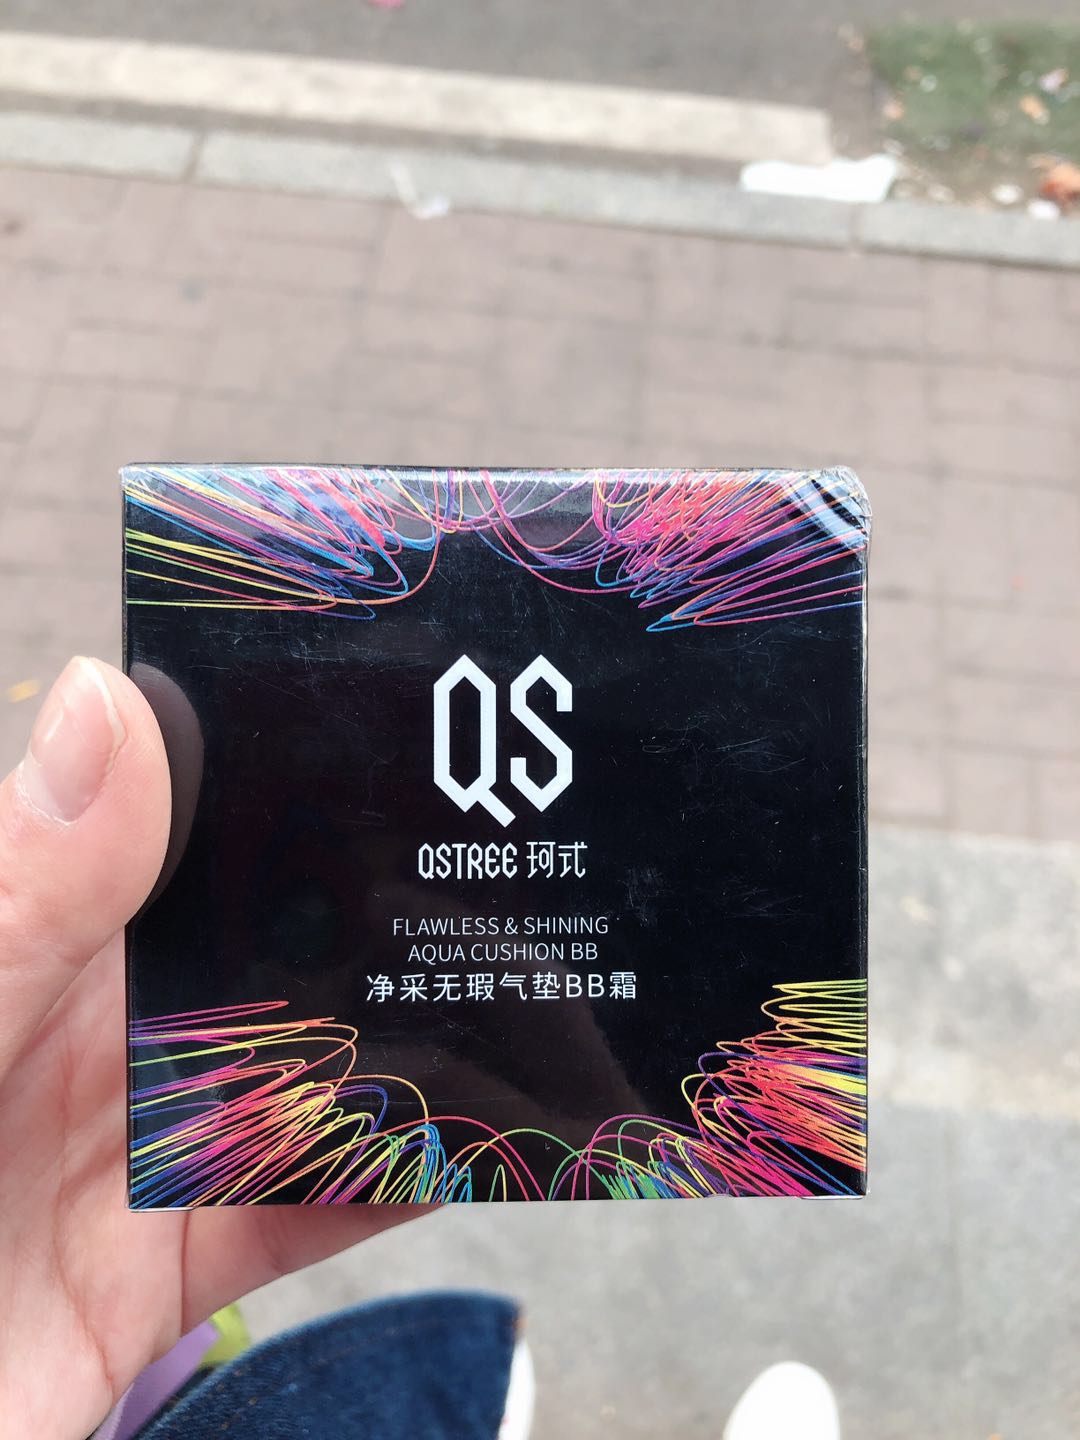 QS
QSTREE 珂式
FLAWLESS & SHINING
AQUA CUSHION BB
净采无瑕气垫BB霜